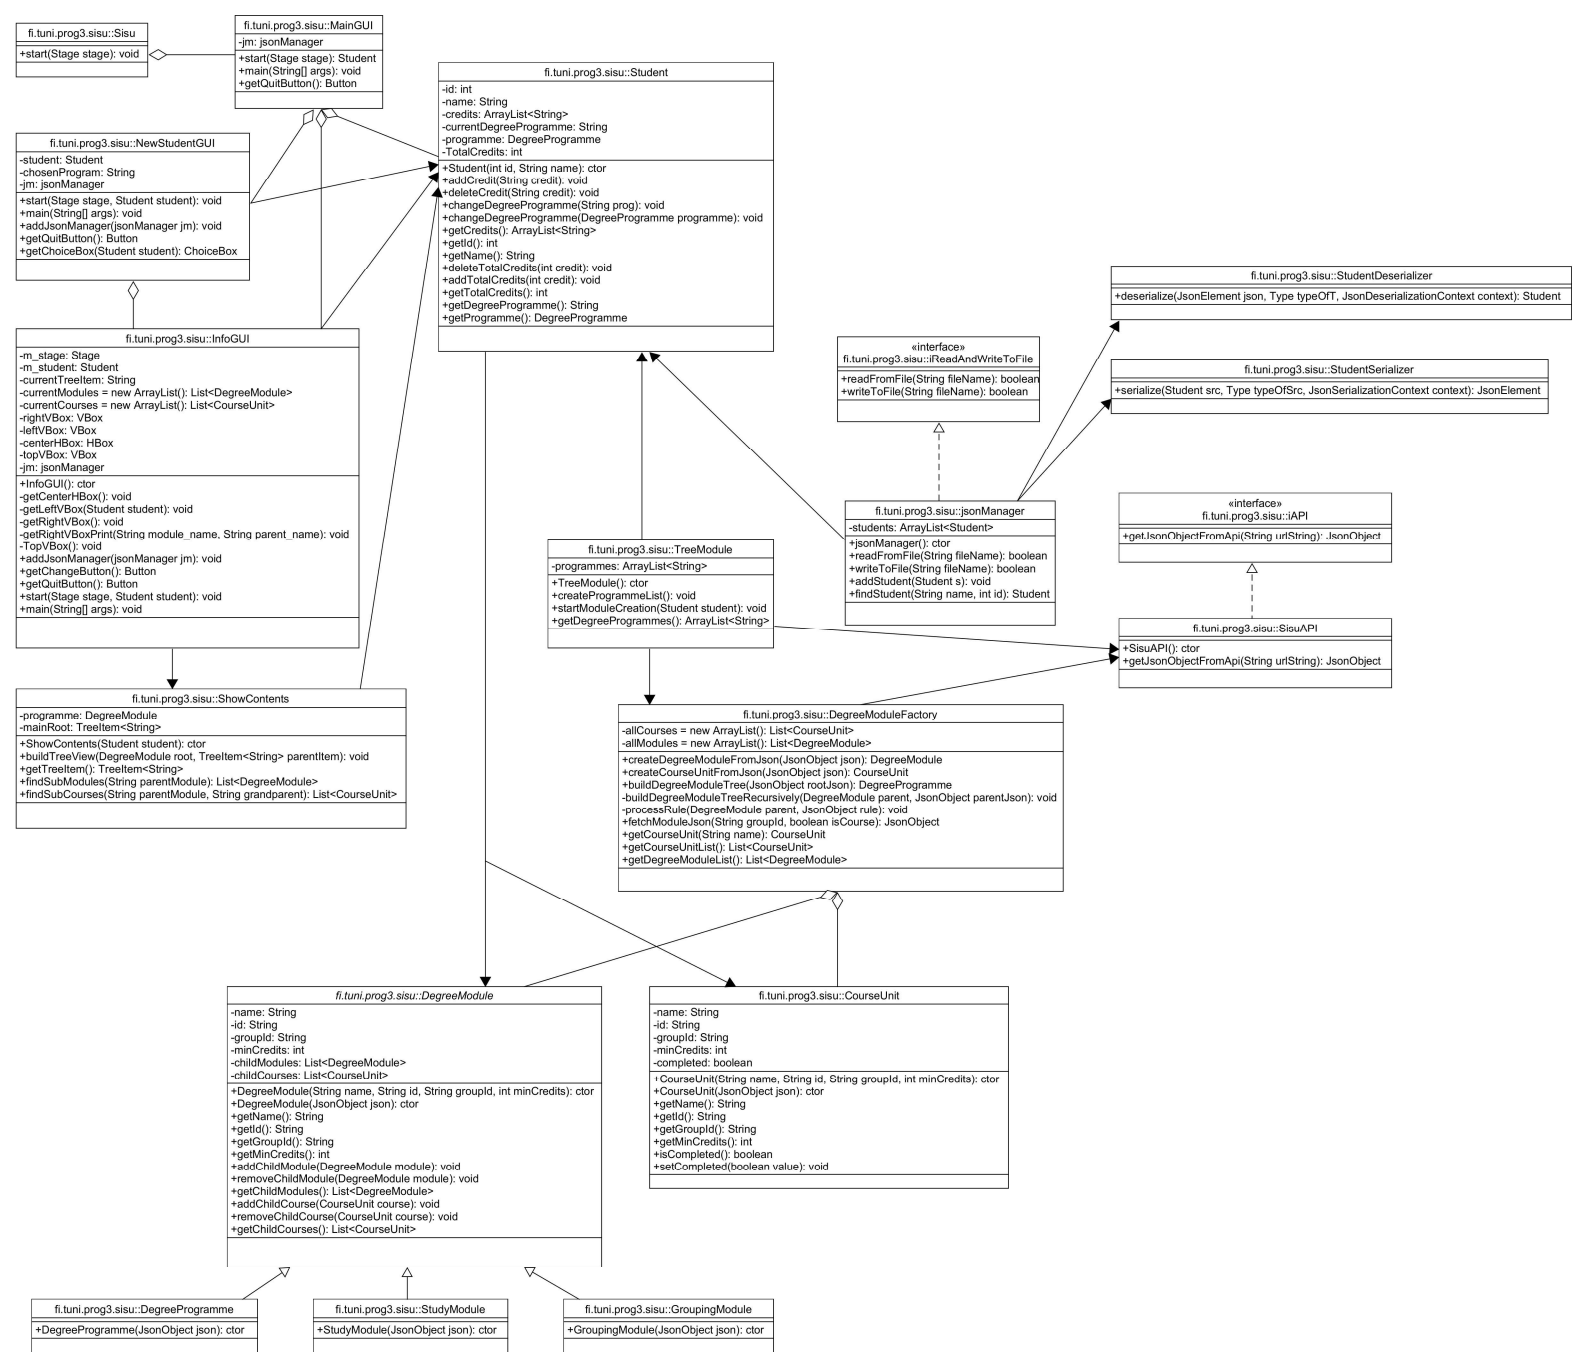 fi.tuni.prog3.sisu::Sisu
+start(Stage stage): void
fi.tuni.prog3.sisu::MainGUI
-jm: jsonManager
+start(Stage stage): Student
+main(String[] args): void
+getQuitButton(): Button
fi.tuni.prog3.sisu::Student
-id: int
-name: String
-credits: ArrayList<String>
-currentDegreeProgramme: String
-programme: DegreeProgramme
-TotalCredits: int
+Student(int id, String name): ctor
+addCredit(String credit): void
+deleteCredit(String credit): void
+changeDegreeProgramme(String prog): void
+changeDegreeProgramme(DegreeProgramme programme): void
+getCredits(): ArrayList<String>
+getId(): int
+getName(): String
+deleteTotalCredits(int credit): void
+addTotalCredits(int credit): void
+getTotalCredits(): int
+getDegreeProgramme(): String
+getProgramme(): DegreeProgramme
fi.tuni.prog3.sisu::NewStudentGUI
-student: Student
-chosenProgram: String
-jm: jsonManager
+start(Stage stage, Student student): void
+main(String[] args): void
+addJsonManager(jsonManager jm): void
+getQuitButton(): Button
+getChoiceBox(Student student): ChoiceBox
fi.tuni.prog3.sisu::StudentDeserializer
+deserialize(JsonElement json, Type typeOfT, JsonDeserializationContext context): Student
fi.tuni.prog3.sisu::InfoGUI
-m_stage: Stage
-m_student: Student
-currentTreeItem: String
-currentModules = new ArrayList(): List<DegreeModule>
-currentCourses = new ArrayList(): List<CourseUnit>
-rightVBox: VBox
-leftVBox: VBox
-centerHBox: HBox
-topVBox: VBox
-jm: jsonManager
+InfoGUI(): ctor
-getCenterHBox(): void
-getLeftVBox(Student student): void
-getRightVBox(): void
-getRightVBoxPrint(String module_name, String parent_name): void
-TopVBox(): void
+addJsonManager(jsonManager jm): void
+getChangeButton(): Button
+getQuitButton(): Button
+start(Stage stage, Student student): void
+main(String[] args): void
«interface»
fi.tuni.prog3.sisu::iReadAndWriteToFile
+readFromFile(String fileName): boolean
+writeToFile(String fileName): boolean
fi.tuni.prog3.sisu::StudentSerializer
+serialize(Student src, Type typeOfSrc, JsonSerializationContext context): JsonElement
fi.tuni.prog3.sisu::jsonManager
-students: ArrayList<Student>
+jsonManager(): ctor
+readFromFile(String fileName): boolean
+writeToFile(String fileName): boolean
+addStudent(Student s): void
+findStudent(String name, int id): Student
«interface»
fi.tuni.prog3.sisu::iAPI
+getJsonObjectFromApi(String urlString): JsonObject
fi.tuni.prog3.sisu::TreeModule
-programmes: ArrayList<String>
+TreeModule(): ctor
+createProgrammeList(): void
+startModuleCreation(Student student): void
+getDegreeProgrammes(): ArrayList<String>
fi.tuni.prog3.sisu::SisuAPI
+SisuAPI(): ctor
+getJsonObjectFromApi(String urlString): JsonObject
fi.tuni.prog3.sisu::ShowContents
-programme: DegreeModule
-mainRoot: TreeItem<String>
+ShowContents(Student student): ctor
+buildTreeView(DegreeModule root, TreeItem<String> parentItem): void
+getTreeItem(): TreeItem<String>
+findSubModules(String parentModule): List<DegreeModule>
+findSubCourses(String parentModule, String grandparent): List<CourseUnit>
fi.tuni.prog3.sisu::DegreeModuleFactory
-allCourses = new ArrayList(): List<CourseUnit>
-allModules = new ArrayList(): List<DegreeModule>
+createDegreeModuleFromJson(JsonObject json): DegreeModule
+createCourseUnitFromJson(JsonObject json): CourseUnit
+buildDegreeModuleTree(JsonObject rootJson): DegreeProgramme
-buildDegreeModuleTreeRecursively(DegreeModule parent, JsonObject parentJson): void
-processRule(DegreeModule parent, JsonObject rule): void
+fetchModuleJson(String groupId, boolean isCourse): JsonObject
+getCourseUnit(String name): CourseUnit
+getCourseUnitList(): List<CourseUnit>
+getDegreeModuleList(): List<DegreeModule>
fi.tuni.prog3.sisu::DegreeModule
-name: String
-id: String
-groupId: String
-minCredits: int
-childModules: List<DegreeModule>
-childCourses: List<CourseUnit>
+DegreeModule(String name, String id, String groupId, int minCredits): ctor
+DegreeModule(JsonObject json): ctor
+getName(): String
+getId(): String
+getGroupId(): String
+getMinCredits(): int
+addChildModule(DegreeModule module): void
+removeChildModule(DegreeModule module): void
+getChildModules(): List<DegreeModule>
+addChildCourse(CourseUnit course): void
+removeChildCourse(CourseUnit course): void
+getChildCourses(): List<CourseUnit>
fi.tuni.prog3.sisu::CourseUnit
-name: String
-id: String
-groupId: String
-minCredits: int
-completed: boolean
+CourseUnit(String name, String id, String groupId, int minCredits): ctor
+CourseUnit(JsonObject json): ctor
+getName(): String
+getId(): String
+getGroupId(): String
+getMinCredits(): int
+isCompleted(): boolean
+setCompleted(boolean value): void
fi.tuni.prog3.sisu::DegreeProgramme
+DegreeProgramme(JsonObject json): ctor
fi.tuni.prog3.sisu::StudyModule
+StudyModule(JsonObject json): ctor
fi.tuni.prog3.sisu::GroupingModule
+GroupingModule(JsonObject json): ctor